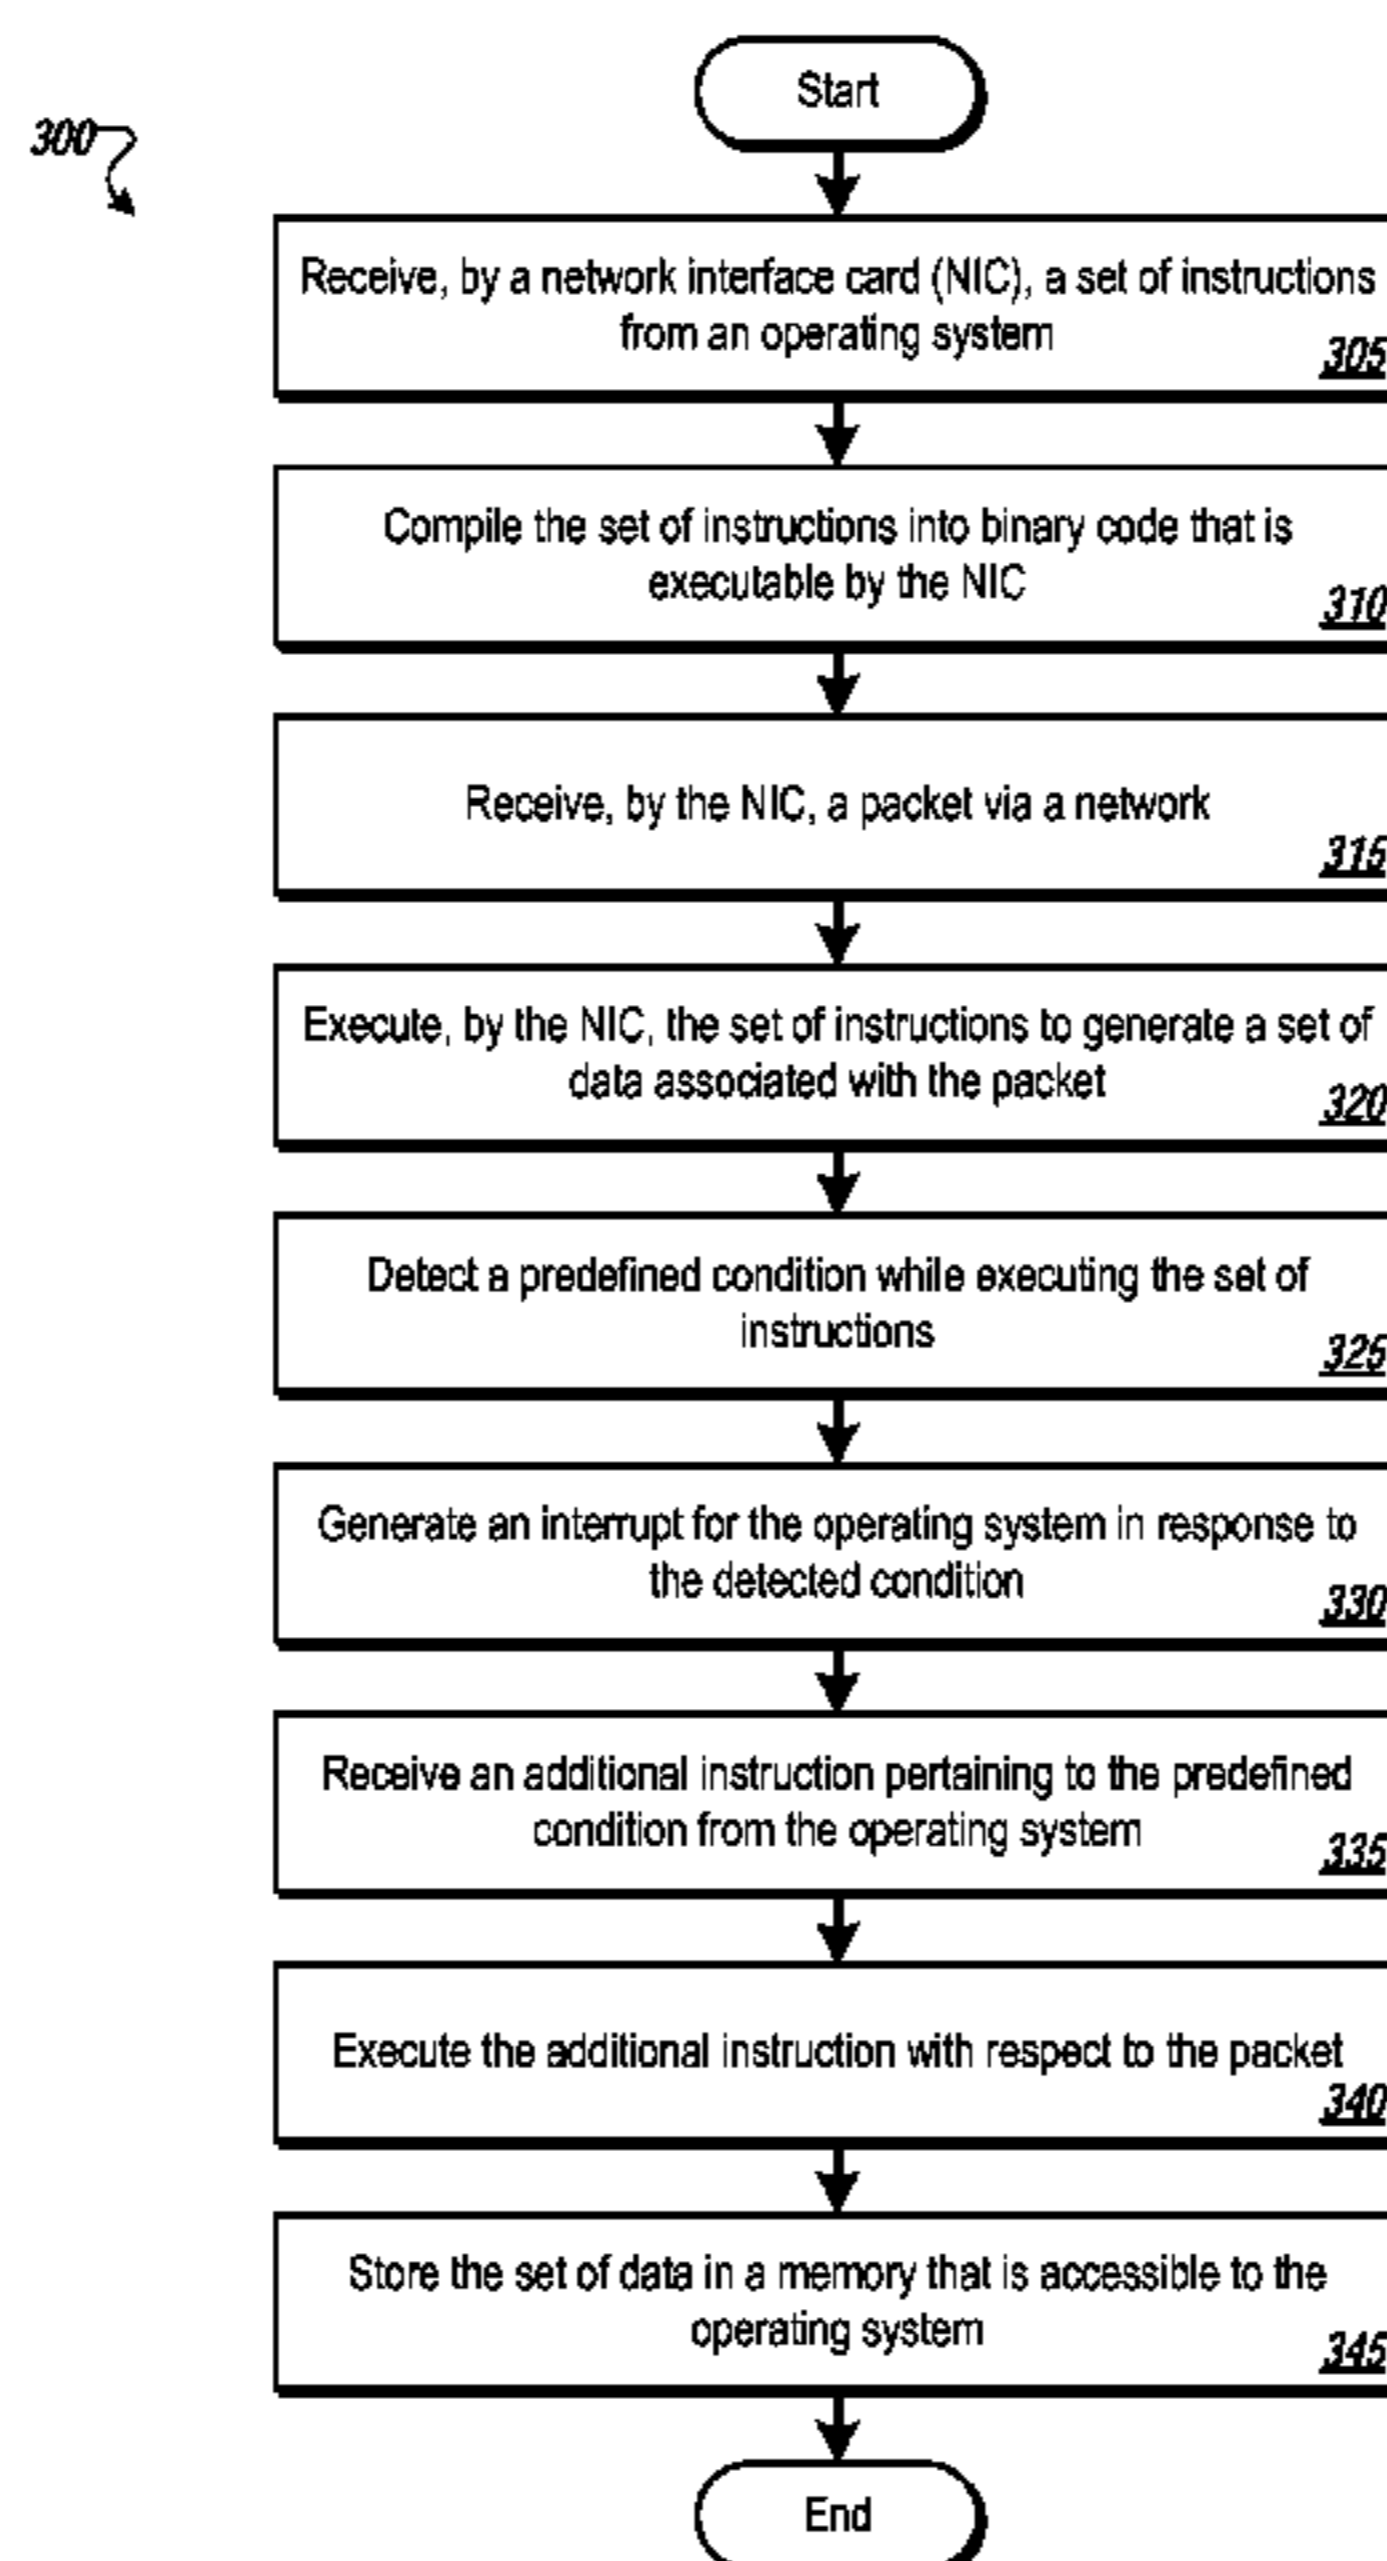 Start
300
Receive, by a network interface card (NIC), a set of instructions
from an operating system
305
Compile the set of instructions into binary code that is
executable by the NIC
310
Receive, by the NIC, a packet via a network
315
Execute, by the NIC, the set of instructions to generate a set of
data associated with the packet
320
Detect a predefined condition while executing the set of
instructions
325
Generate an interrupt for the operating system in response to
the detected condition
330
Receive an additional instruction pertaining to the predefined
condition from the operating system
335
Execute the additional instruction with respect to the packet
340
Store the set of data in a memory that is accessible to the
operating system
345
End